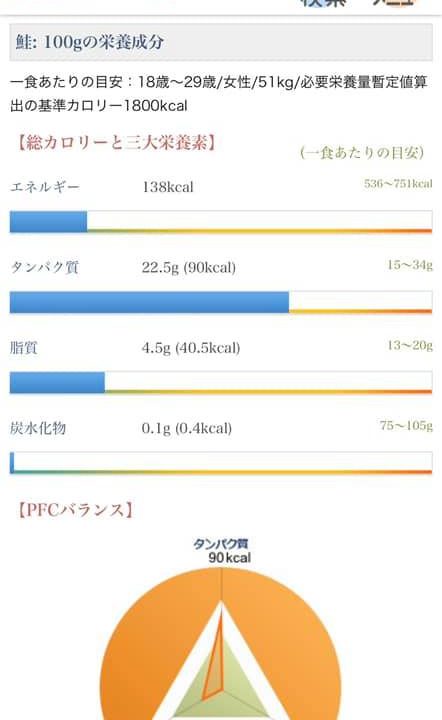 鮭: 100gの栄養成分
一食あたりの目安：18歳〜29歳/女性/51kg/必要栄養量暫定値算
出の基準カロリー1800kcal
【総カロリーと三大栄養素】
（一食あたりの目安）
エネルギー 138kcal 536〜751kcal
タンパク質 22.5g (90kcal) 15〜34g
脂質 4.5g (40.5kcal) 13〜20g
炭水化物 0.1g (0.4kcal) 75〜105g
【PFCバランス】
タンパク質
90kcal